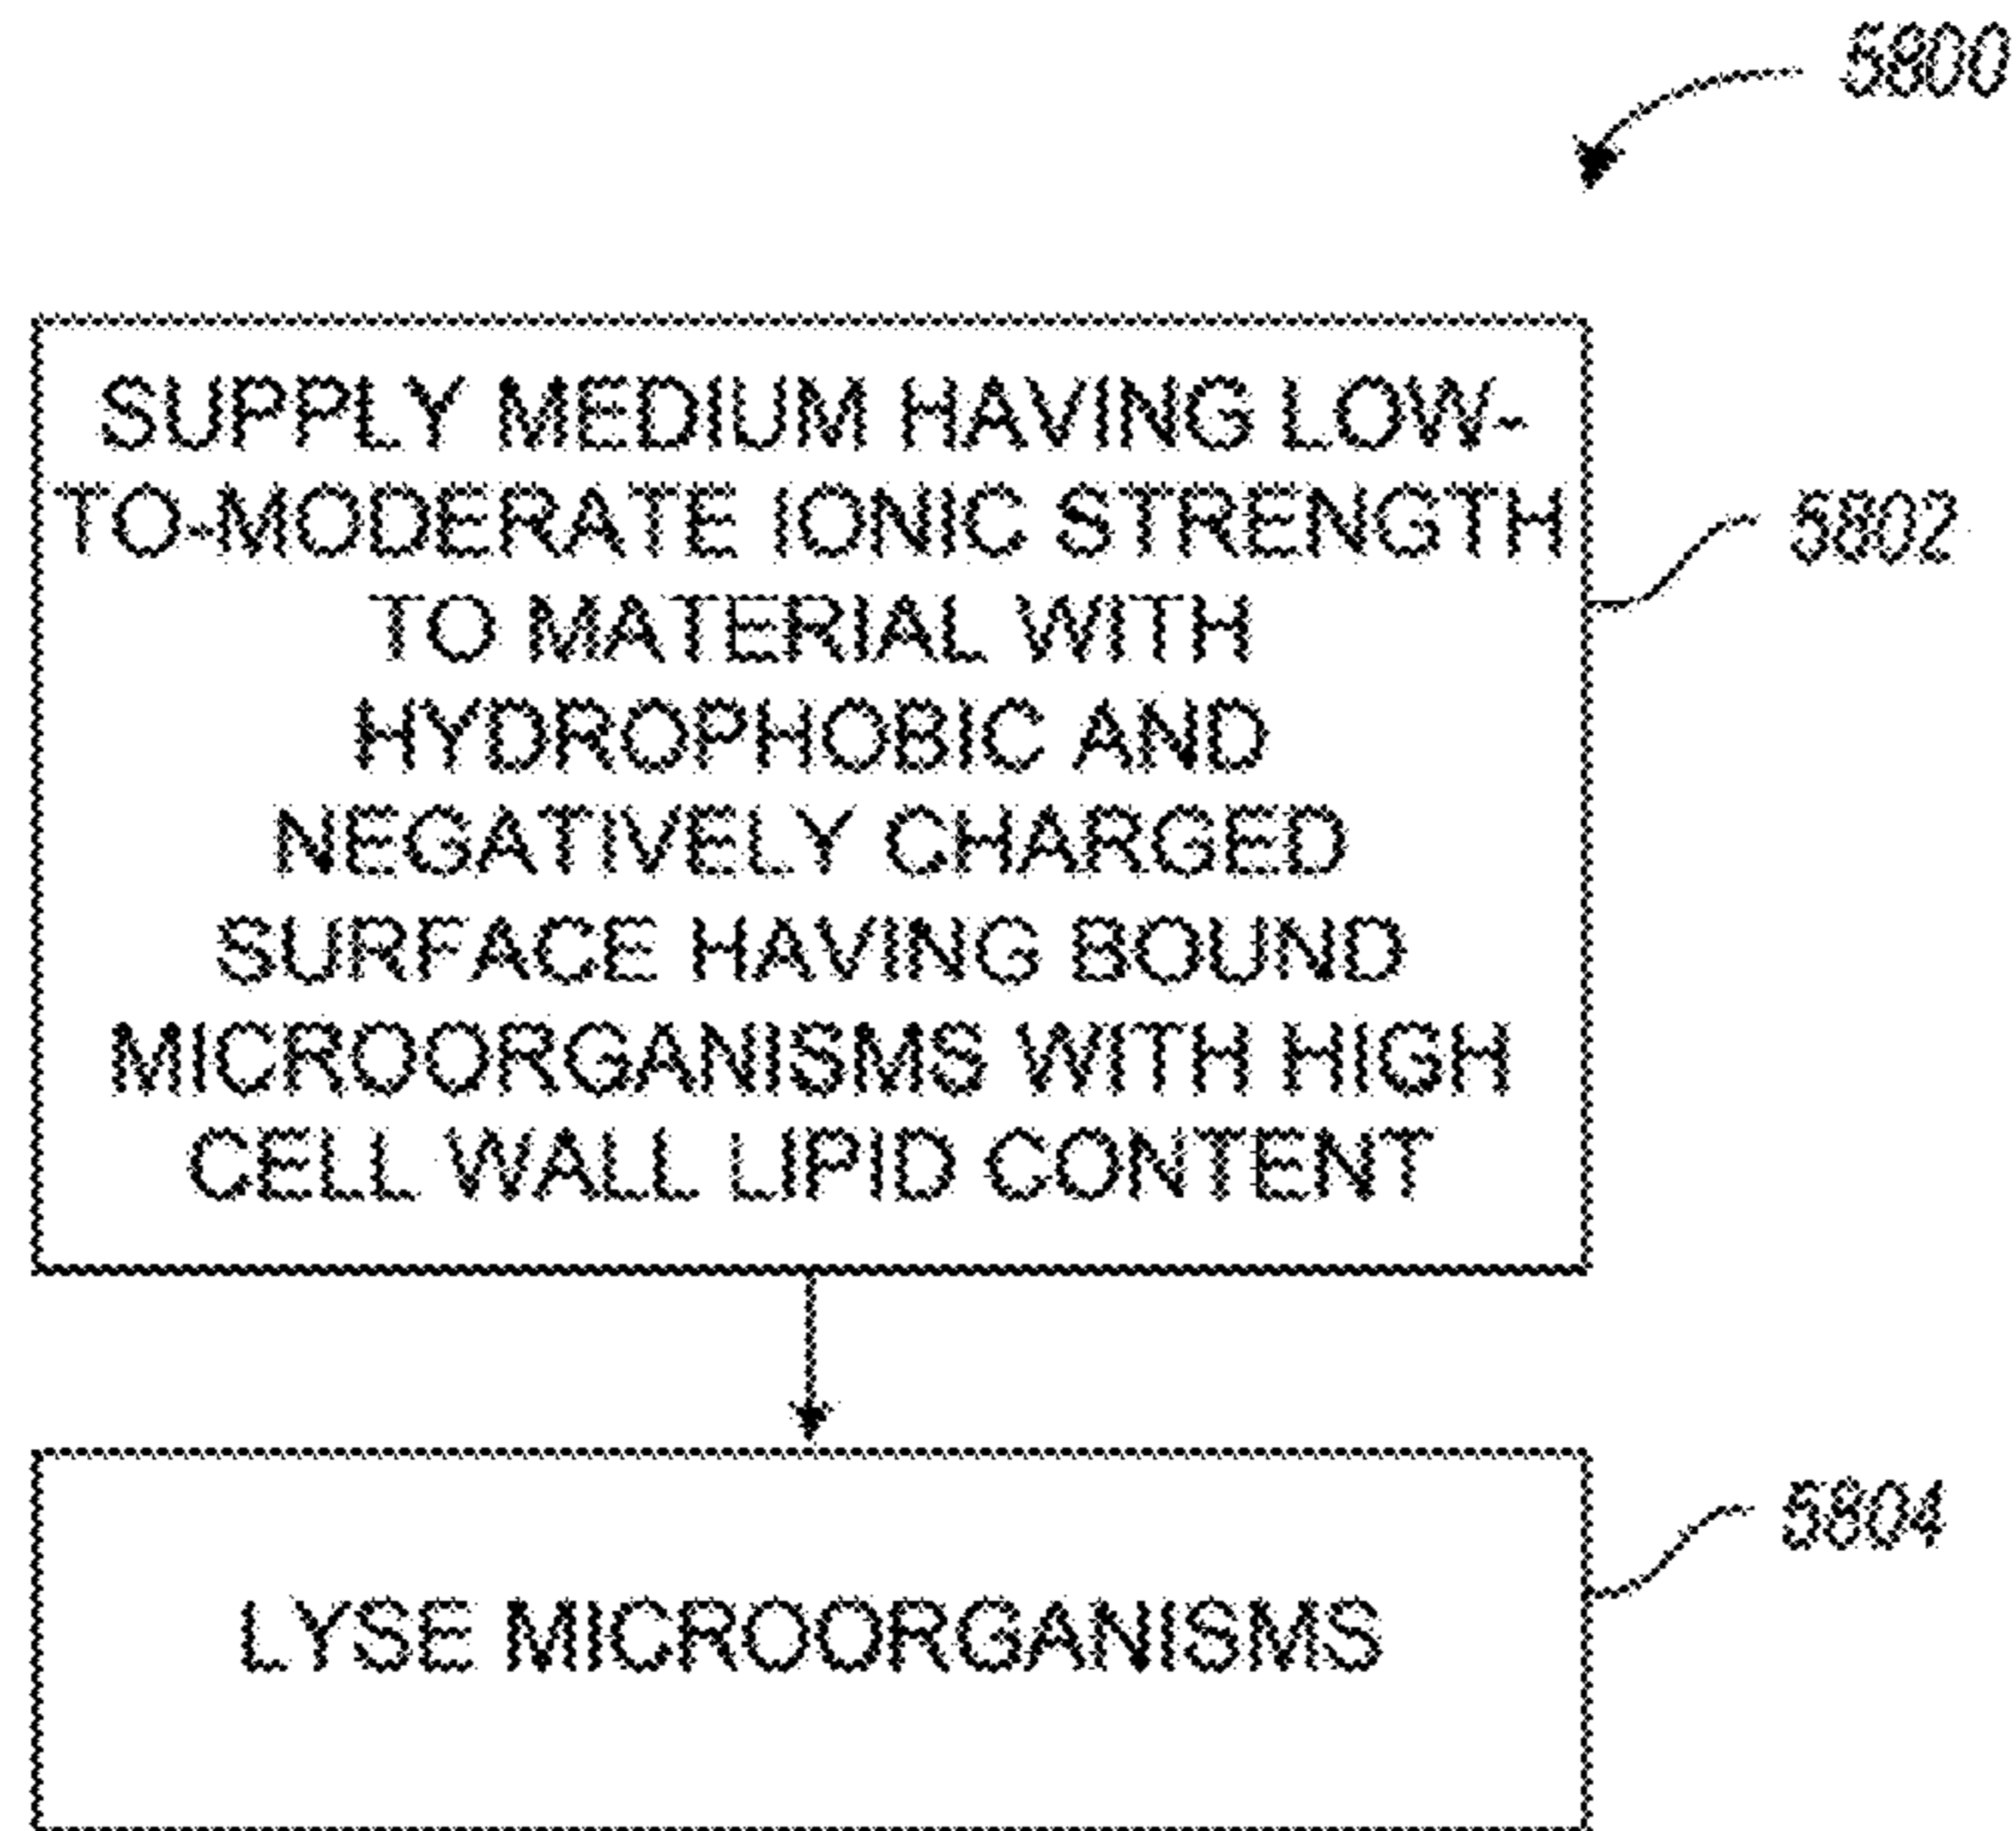 5800
SUPPLY MEDIUM HAVING LOW-
TO-MODERATE IONIC STRENGTH
TO MATERIAL WITH
HYDROPHOBIC AND
NEGATIVELY CHARGED
SURFACE HAVING BOUND
MICROORGANISMS WITH HIGH
CELL WALL LIPID CONTENT
5802
LYSE MICROORGANISMS
5804